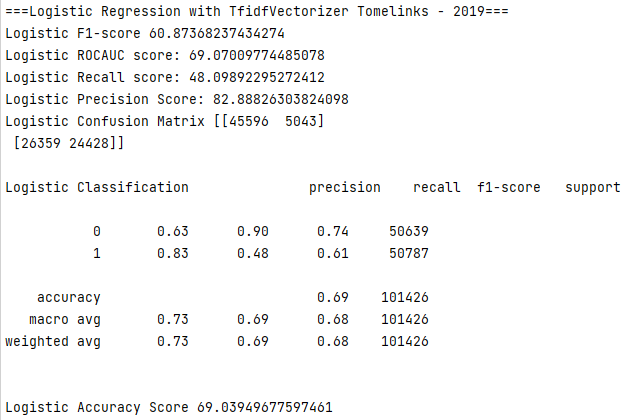 ===Logistic Regression with TfidfVectorizer Tomelinks - 2019===
Logistic F1-score 60.87368237434274
Logistic ROCAUC score: 69.07009774485078
Logistic Recall score: 48.09892295272412
Logistic Precision Score: 82.88826303824098
Logistic Confusion Matrix [[45596  5043]
 [26359 24428]]
Logistic Classification               precision    recall  f1-score   support
           0       0.63      0.90      0.74     50639
           1       0.83      0.48      0.61     50787
    accuracy                           0.69    101426
   macro avg       0.73      0.69      0.68    101426
weighted avg       0.73      0.69      0.68    101426
Logistic Accuracy Score 69.03949677597461